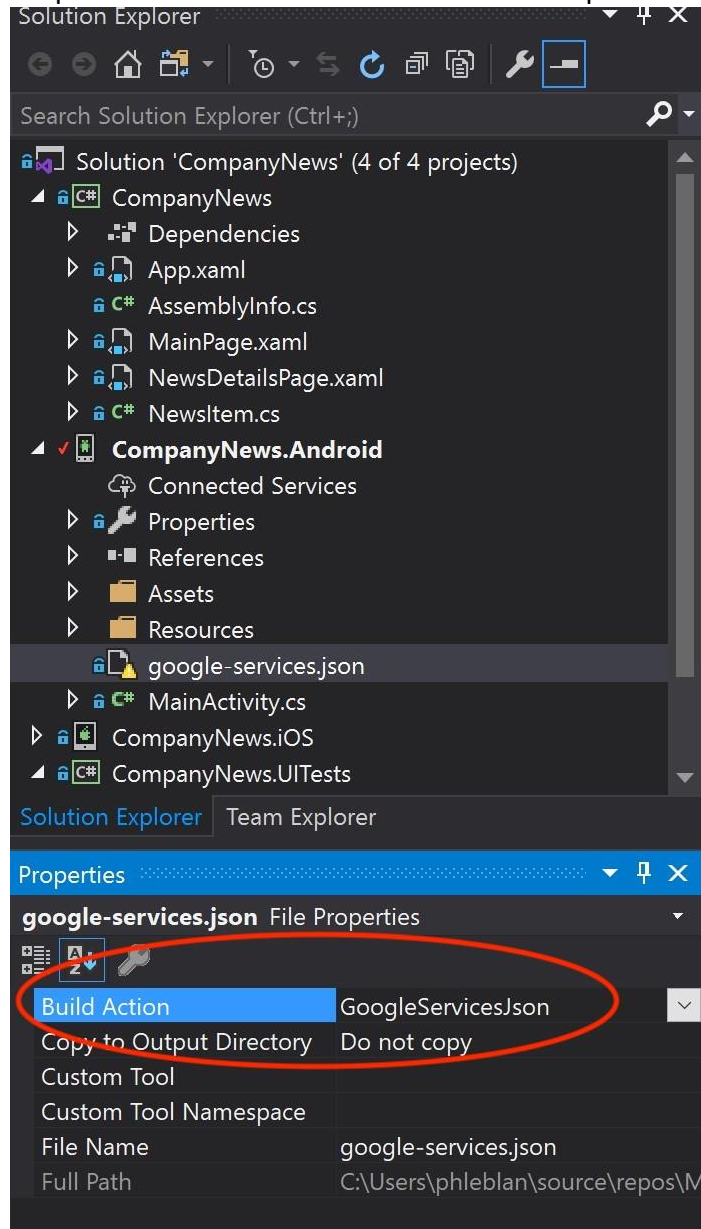 Solution Explorer
Search Solution Explorer (Ctrl+;)
Solution 'CompanyNews' (4 of 4 projects)
C# CompanyNews
Dependencies
App.xaml
C# AssemblyInfo.cs
MainPage.xaml
NewsDetailsPage.xaml
C# NewsItem.cs
CompanyNews.Android
Connected Services
Properties
References
Assets
Resources
google-services.json
C# MainActivity.cs
CompanyNews.iOS
C# CompanyNews.UITests
Solution Explorer Team Explorer
Properties
google-services.json File Properties
Build Action GoogleServicesJson
Copy to Output Directory Do not copy
Custom Tool
Custom Tool Namespace
File Name google-services.json
Full Path C:\Users\phleblan\source\repos\M